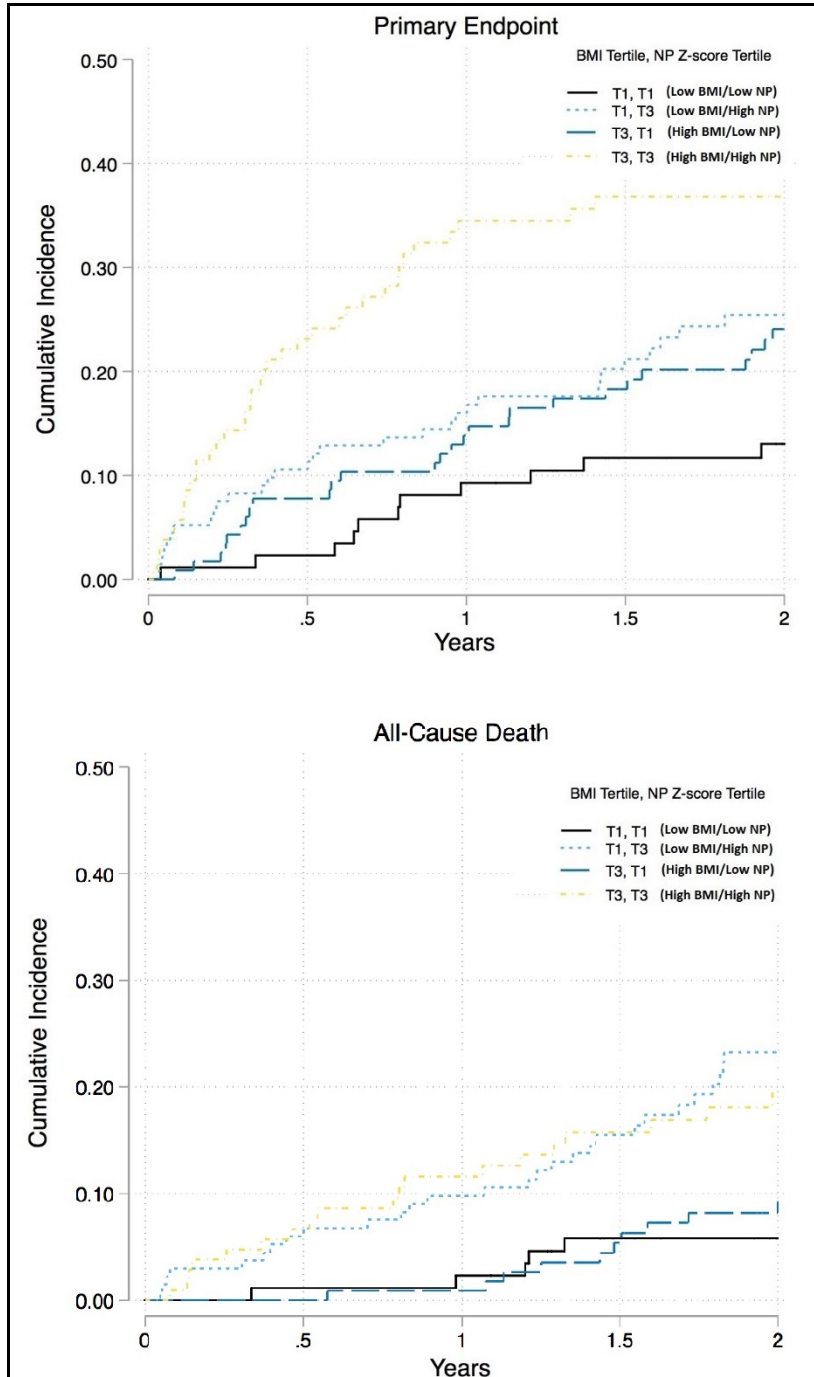 Primary Endpoint
BMI Tertile, NP Z-score Tertile
T1, T1 (Low BMI/Low NP)
T1, T3 (Low BMI/High NP)
T3, T1 (High BMI/Low NP)
T3, T3 (High BMI/High NP)
0.50
0.40
0.30
0.20
0.10
0.00
Cumulative Incidence
0 .5 1 1.5 2
Years
All-Cause Death
BMI Tertile, NP Z-score Tertile
T1, T1 (Low BMI/Low NP)
T1, T3 (Low BMI/High NP)
T3, T1 (High BMI/Low NP)
T3, T3 (High BMI/High NP)
0.50
0.40
0.30
0.20
0.10
0.00
Cumulative Incidence
0 .5 1 1.5 2
Years